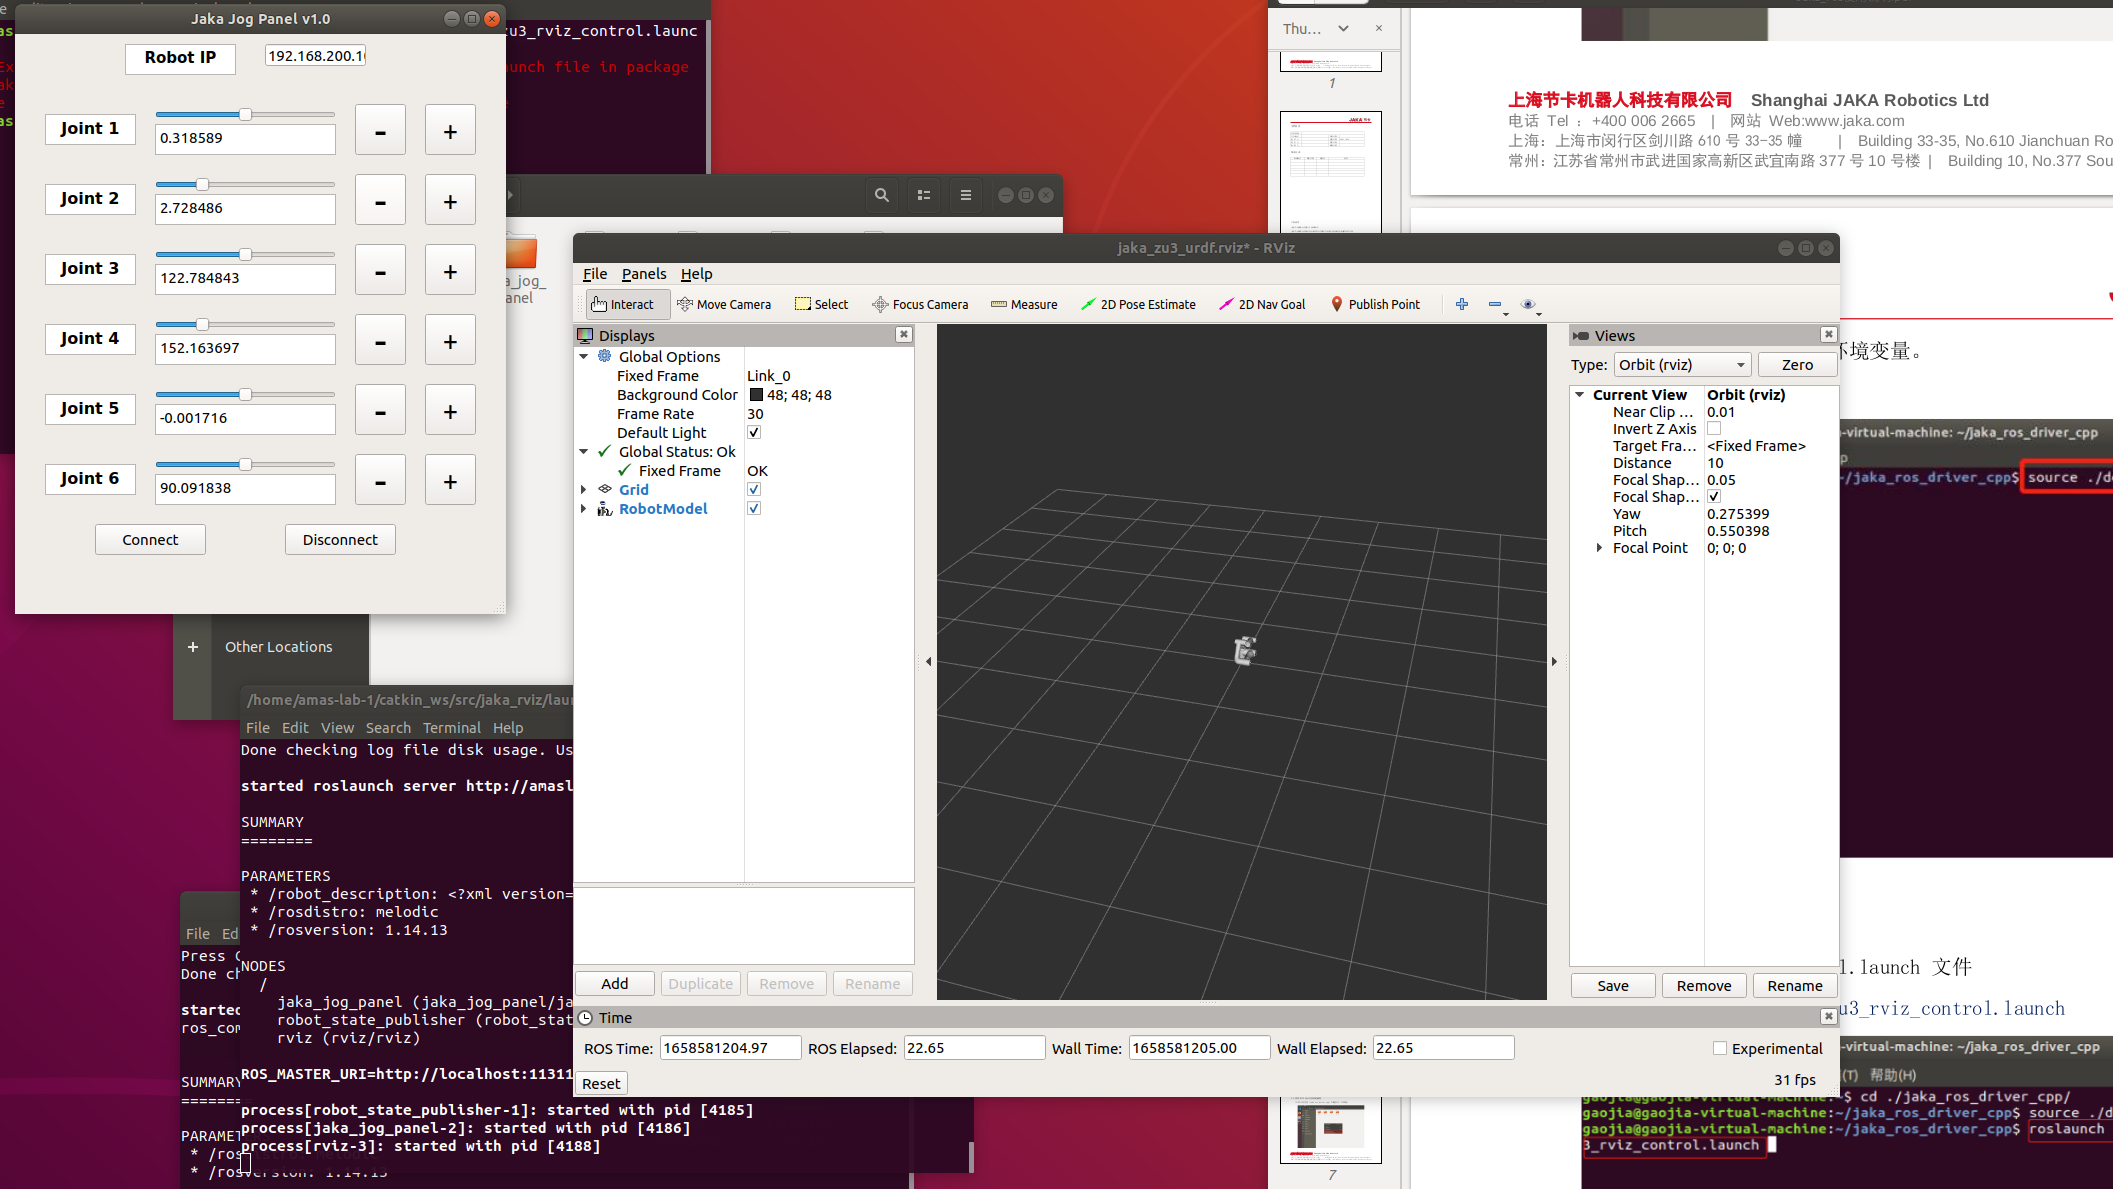 Jaka Jog Panel v1.0
Robot IP
192.168.200.1
Joint 1
0.318589
-
+
Joint 2
2.728486
-
+
Joint 3
122.784843
-
+
Joint 4
152.163697
-
+
Joint 5
-0.001716
-
+
Joint 6
90.091838
-
+
Connect
Disconnect
u3_rviz_control.launc
unch file in package
Other Locations
jaka_zu3_urdf.rviz* - RViz
File Panels Help
Interact Move Camera Select Focus Camera Measure 2D Pose Estimate 2D Nav Goal Publish Point
Displays
Global Options
Fixed Frame Link_0
Background Color 48; 48; 48
Frame Rate 30
Default Light
Global Status: Ok
Fixed Frame OK
Grid
RobotModel
Add Duplicate Remove Rename
Views
Type: Orbit (rviz) Zero
Current View Orbit (rviz)
Near Clip ... 0.01
Invert Z Axis
Target Fra... <Fixed Frame>
Distance 10
Focal Shap... 0.05
Focal Shap...
Yaw 0.275399
Pitch 0.550398
Focal Point 0; 0; 0
Save Remove Rename
Time
ROS Time: 1658581204.97 ROS Elapsed: 22.65 Wall Time: 1658581205.00 Wall Elapsed: 22.65 Experimental
Reset 31 fps
/home/amas-lab-1/catkin_ws/src/jaka_rviz/lau
File Edit View Search Terminal Help
Done checking log file disk usage. Us
started roslaunch server http://amasl
SUMMARY
========
PARAMETERS
* /robot_description: <?xml version=
* /rosdistro: melodic
* /rosversion: 1.14.13
NODES
/
jaka_jog_panel (jaka_jog_panel/ja
robot_state_publisher (robot_stat
rviz (rviz/rviz)
ROS_MASTER_URI=http://localhost:11311
process[robot_state_publisher-1]: started with pid [4185]
process[jaka_jog_panel-2]: started with pid [4186]
process[rviz-3]: started with pid [4188]
File Ed
Press C
Done ch
started
ros_com
SUMMARY
PARAMET
* /ros
* /rosversion: 1.14.13
Thu...
1
7
上海节卡机器人科技有限公司 Shanghai JAKA Robotics Ltd
电话 Tel ：+400 006 2665 | 网站 Web:www.jaka.com
上海：上海市闵行区剑川路 610 号 33-35 幢 | Building 33-35, No.610 Jianchuan Ro
常州：江苏省常州市武进国家高新区武宜南路 377 号 10 号楼 | Building 10, No.377 Sou
环境变量。
-virtual-machine: ~/jaka_ros_driver_cpp
~/jaka_ros_driver_cpp$ source ./d
l.launch 文件
u3_rviz_control.launch
-virtual-machine: ~/jaka_ros_driver_cpp
(T) 帮助(H)
gaojia@gaojia-virtual-machine:~$ cd ./jaka_ros_driver_cpp/
gaojia@gaojia-virtual-machine:~/jaka_ros_driver_cpp$ source ./d
gaojia@gaojia-virtual-machine:~/jaka_ros_driver_cpp$ roslaunch
3_rviz_control.launch